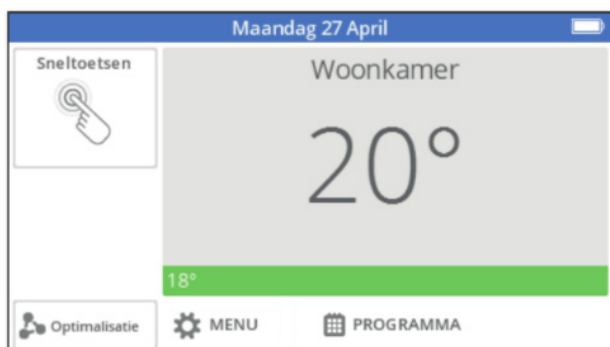 Maandag 27 April
Sneltoetsen
Woonkamer
20°
18°
Optimalisatie
MENU
PROGRAMMA